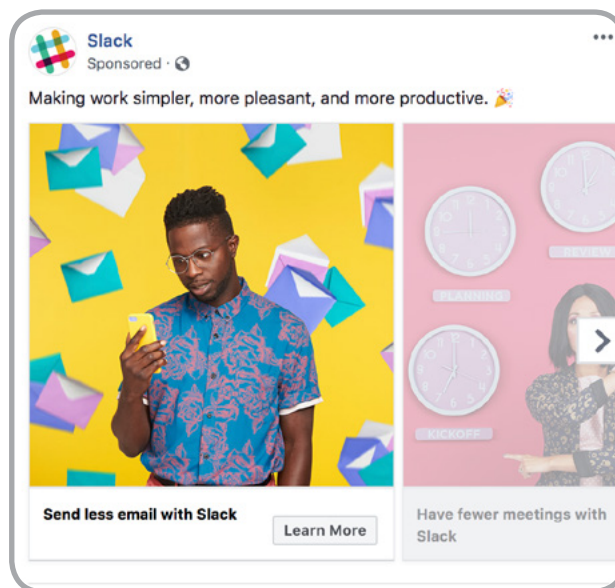 Slack
Sponsored ·
Making work simpler, more pleasant, and more productive. 🎉
REVIEW
PLANNING
KICKOFF
Send less email with Slack
Learn More
Have fewer meetings with
Slack